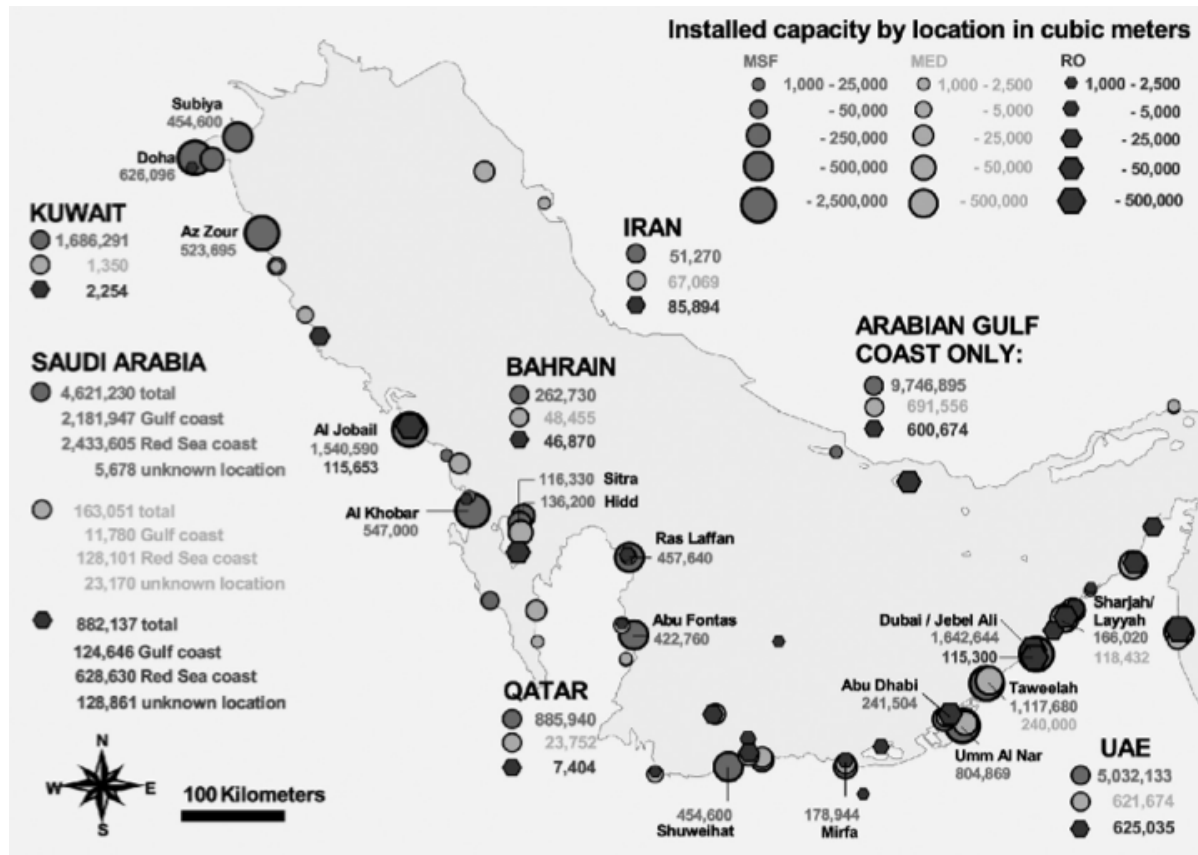 Installed capacity by location in cubic meters
MSF MED RO
1,000 - 25,000 1,000 - 2,500 1,000 - 2,500
- 50,000 - 5,000 - 5,000
- 250,000 - 25,000 - 25,000
- 500,000 - 50,000 - 50,000
- 2,500,000 - 500,000 - 500,000
Subiya
454,600
Doha
626,096
KUWAIT
1,686,291
1,350
2,254
Az Zour
523,695
IRAN
51,270
67,069
85,894
ARABIAN GULF
COAST ONLY:
9,746,895
691,556
600,674
SAUDI ARABIA
4,621,230 total
2,181,947 Gulf coast
2,433,605 Red Sea coast
5,678 unknown location
163,051 total
11,780 Gulf coast
128,101 Red Sea coast
23,170 unknown location
882,137 total
124,646 Gulf coast
628,630 Red Sea coast
128,861 unknown location
BAHRAIN
262,730
48,455
46,870
Al Jobail
1,540,590
115,653
116,330 Sitra
136,200 Hidd
Al Khobar
547,000
Ras Laffan
457,640
Abu Fontas
422,760
QATAR
885,940
23,752
7,404
Dubai / Jebel Ali
1,642,644
115,300
Sharjah/
Layyah
166,020
118,432
Abu Dhabi
241,504
Taweelah
1,117,680
240,000
Umm Al Nar
804,869
UAE
5,032,133
621,674
625,035
454,600
Shuweihat
178,944
Mirfa
N
W E
S
100 Kilometers